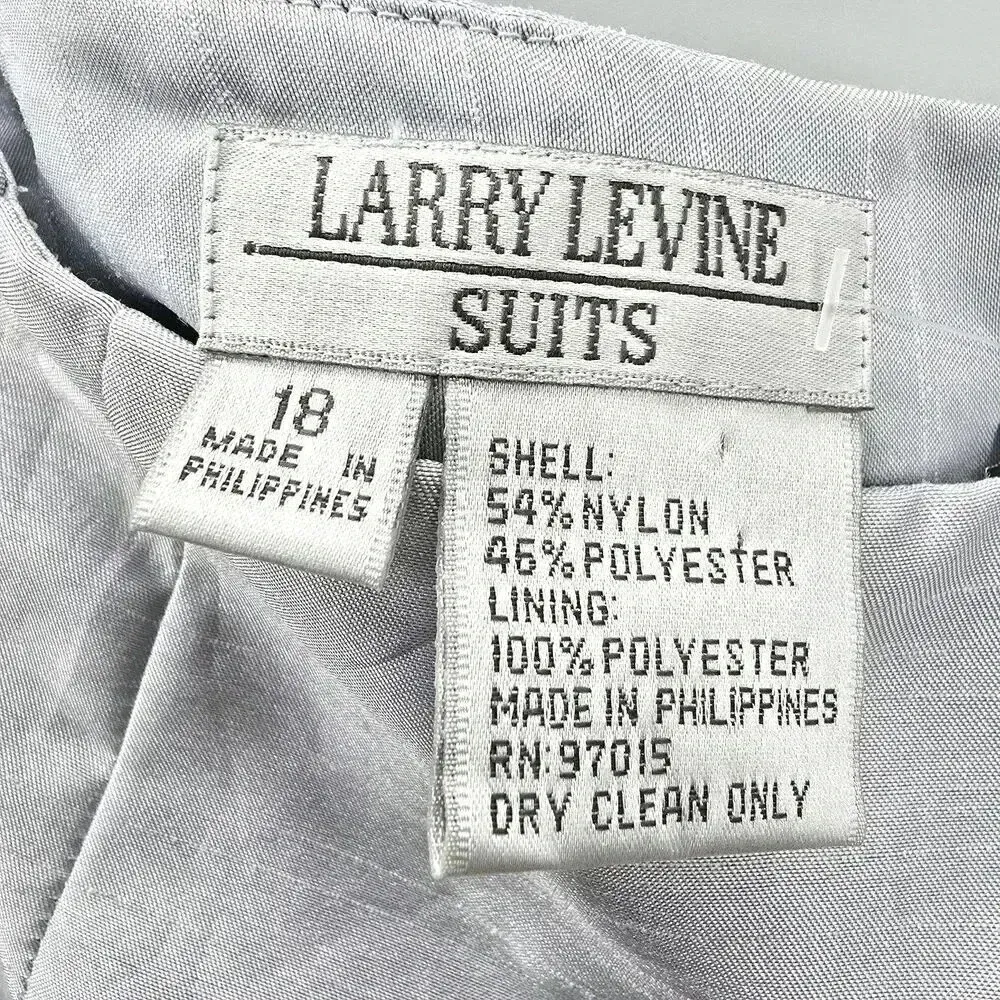 LARRY LEVINE
SUITS
18
MADE IN
PHILIPPINES
SHELL:
54% NYLON
46% POLYESTER
LINING:
100% POLYESTER
MADE IN PHILIPPINES
RN:97015
DRY CLEAN ONLY